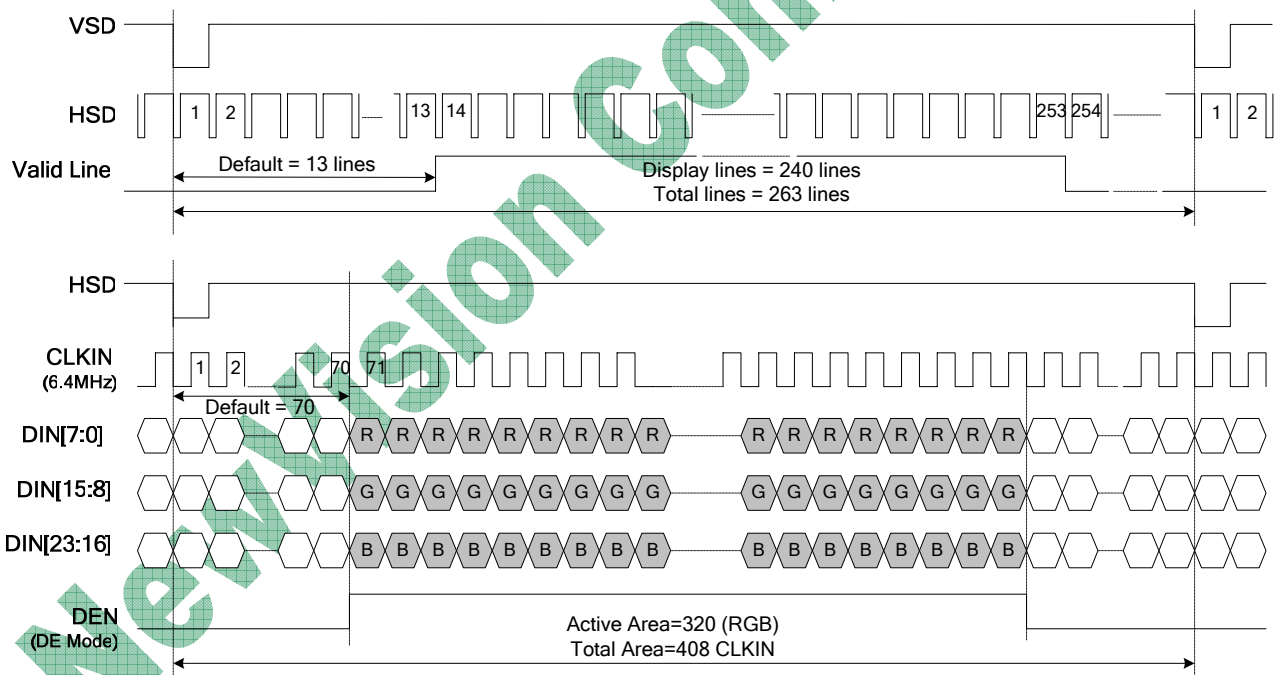 VSD
HSD 1 2 13 14 253 254 1 2
Valid Line
Default = 13 lines
Display lines = 240 lines
Total lines = 263 lines
HSD
CLKIN
(6.4MHz)
1 2 70 71 1 2
Default = 70
DIN[7:0] R R R R R R R R R R R R R R R R R
DIN[15:8] G G G G G G G G G G G G G G G G G
DIN[23:16] B B B B B B B B B B B B B B B B B
DEN
(DE Mode)
Active Area=320 (RGB)
Total Area=408 CLKIN
NewVision Com